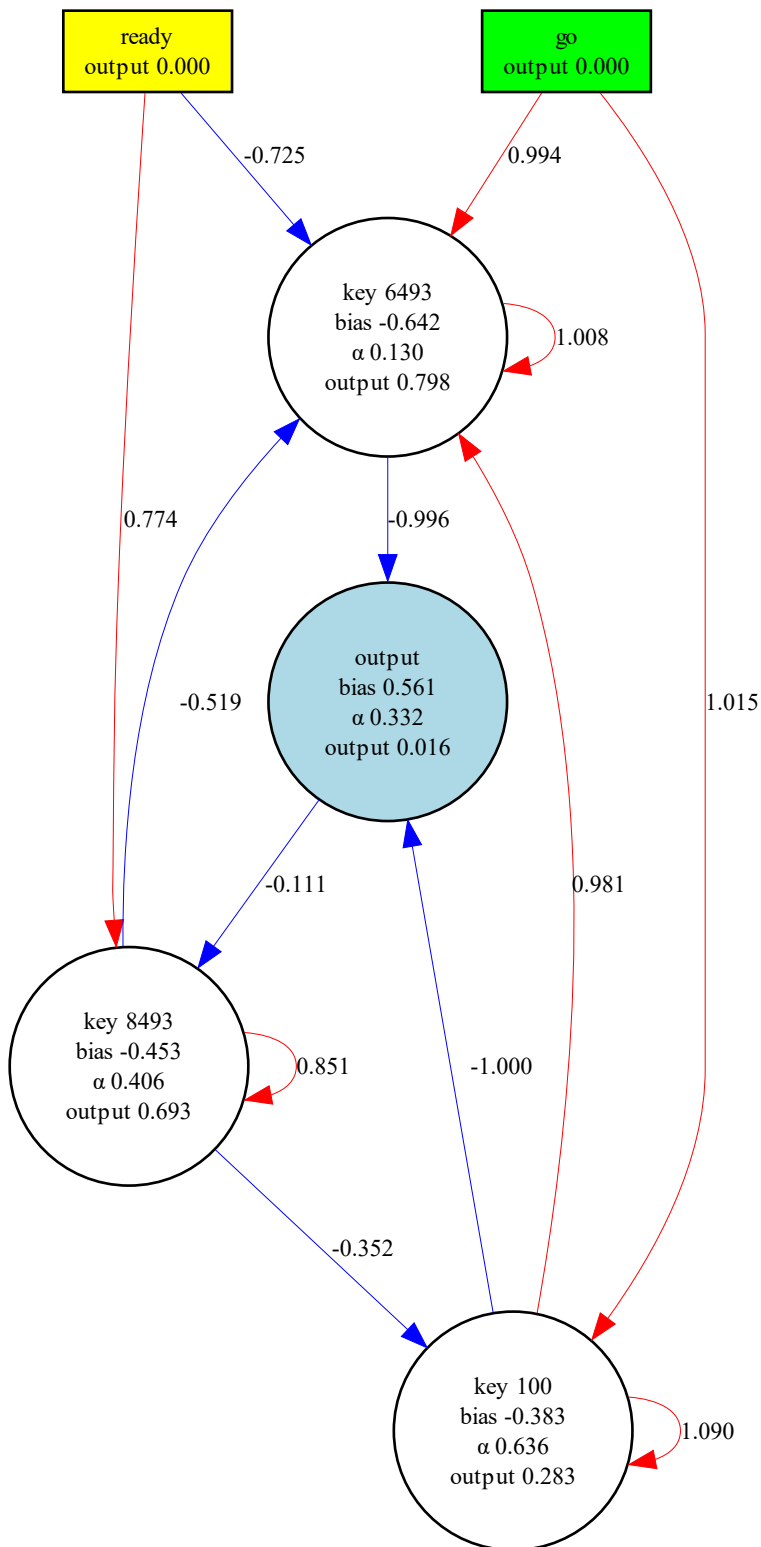 ready
output 0.000
go
output 0.000
-0.725
0.994
key 6493
bias -0.642
α 0.130
output 0.798
1.008
0.774
-0.996
output
bias 0.561
α 0.332
output 0.016
-0.519
1.015
-0.111
0.981
key 8493
bias -0.453
α 0.406
output 0.693
0.851
-1.000
-0.352
key 100
bias -0.383
α 0.636
output 0.283
1.090